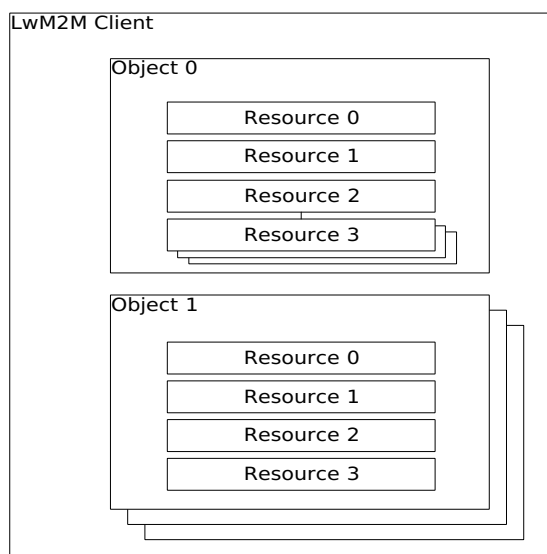 LwM2M Client
Object 0
Resource 0
Resource 1
Resource 2
Resource 3
Object 1
Resource 0
Resource 1
Resource 2
Resource 3